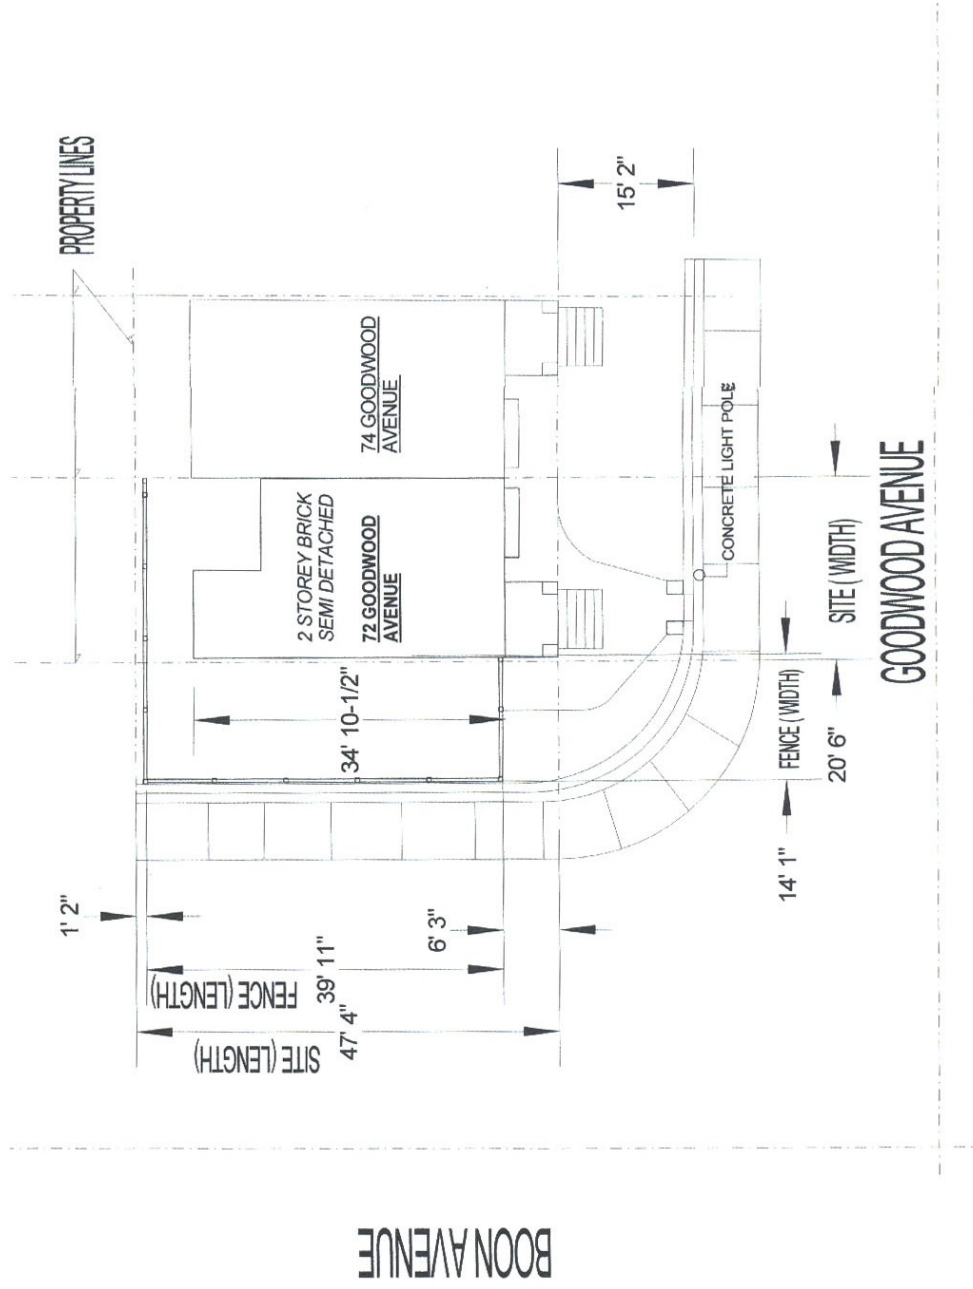 PROPERTY LINES
15' 2"
74 GOODWOOD
AVENUE
2 STOREY BRICK
SEMI DETACHED
72 GOODWOOD
AVENUE
CONCRETE LIGHT POLE
34' 10-1/2"
SITE ( WIDTH)
20' 6"
GOODWOOD AVENUE
FENCE ( WIDTH)
14' 1"
1' 2"
6' 3"
FENCE (LENGTH)
39' 11"
SITE (LENGTH)
47' 4"
BOON AVENUE